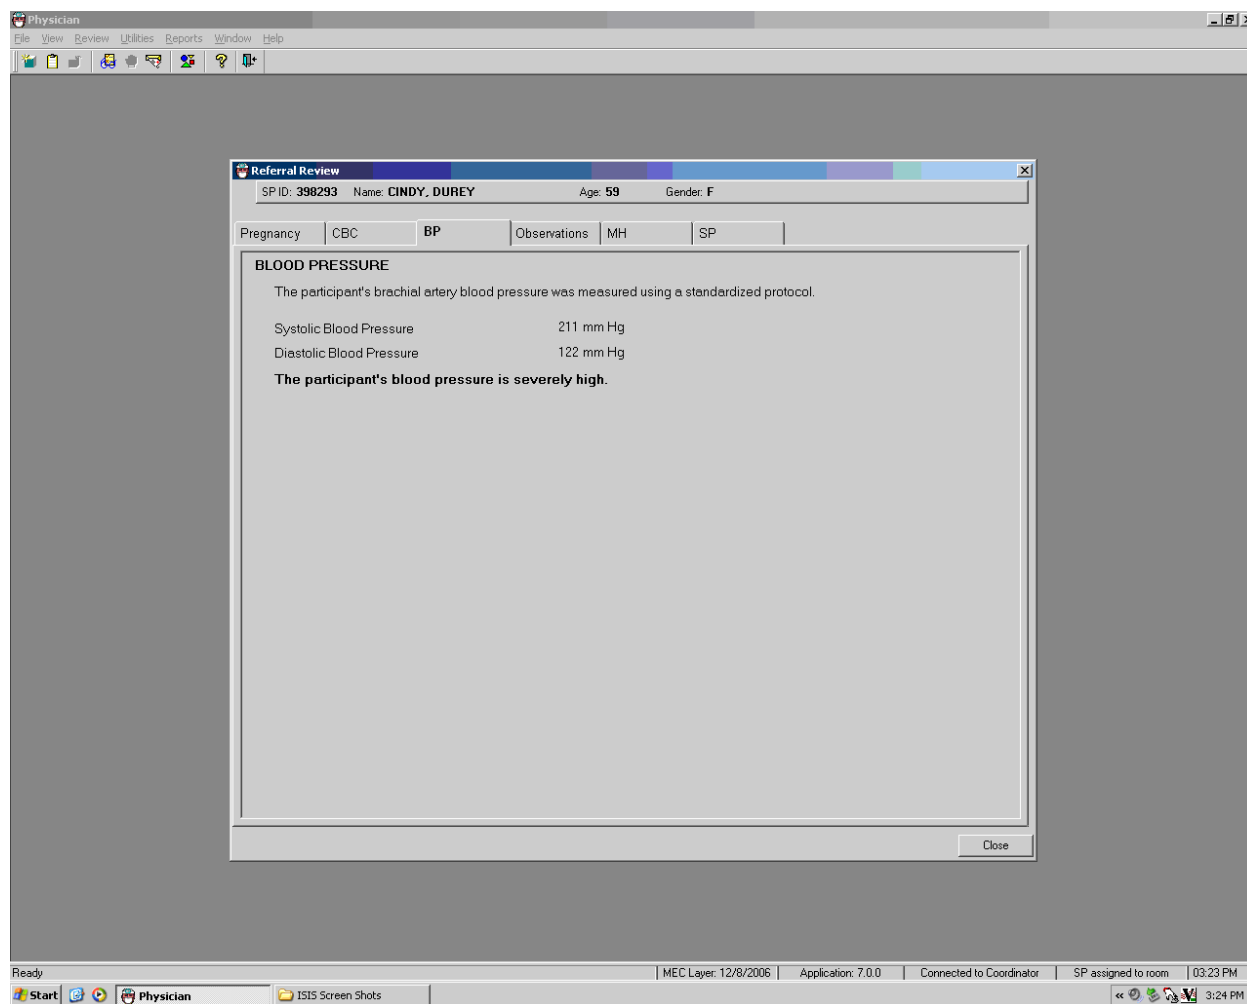 Physician
File View Review Utilities Reports Window Help
Referral Review
SP ID: 398293 Name: CINDY, DUREY Age: 59 Gender: F
Pregnancy CBC BP Observations MH SP
BLOOD PRESSURE
The participant's brachial artery blood pressure was measured using a standardized protocol.
Systolic Blood Pressure 211 mm Hg
Diastolic Blood Pressure 122 mm Hg
The participant's blood pressure is severely high.
Close
Ready MEC Layer: 12/8/2006 Application: 7.0.0 Connected to Coordinator SP assigned to room 03:23 PM
Start Physician ISIS Screen Shots 3:24 PM